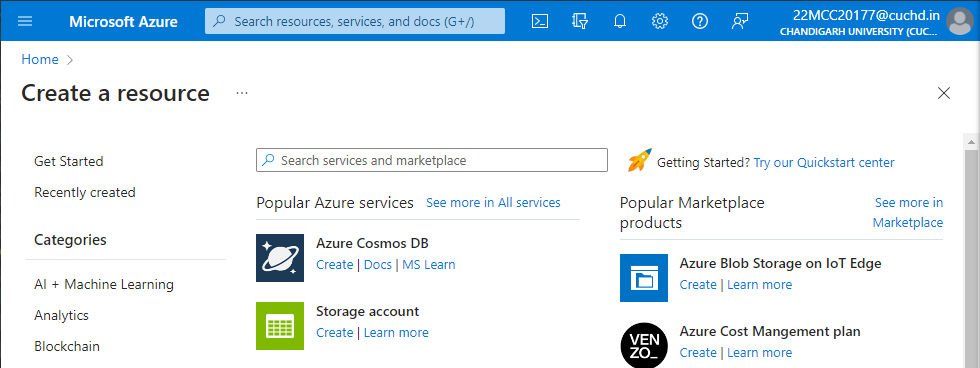 Microsoft Azure
Search resources, services, and docs (G+/)
22MCC20177@cuchd.in
CHANDIGARH UNIVERSITY (CUC...
Home
Create a resource
...
Get Started
Recently created
Categories
AI + Machine Learning
Analytics
Blockchain
Search services and marketplace
Getting Started? Try our Quickstart center
Popular Azure services
See more in All services
Azure Cosmos DB
Create | Docs | MS Learn
Storage account
Create | Learn more
Popular Marketplace
products
See more in
Marketplace
Azure Blob Storage on IoT Edge
Create | Learn more
VEN
ZO_
Azure Cost Mangement plan
Create | Learn more